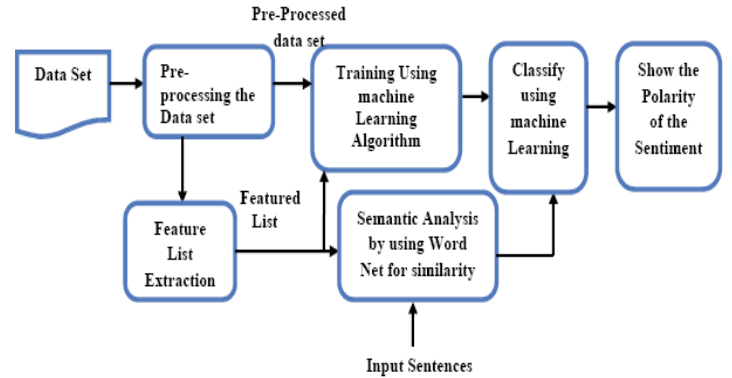 Pre-Processed
data set
Data Set
Pre-
processing the
Data set
Training Using
machine
Learning
Algorithm
Classify
using
machine
Learning
Show the
Polarity
of the
Sentiment
Feature
List
Extraction
Featured
List
Semantic Analysis
by using Word
Net for similarity
Input Sentences